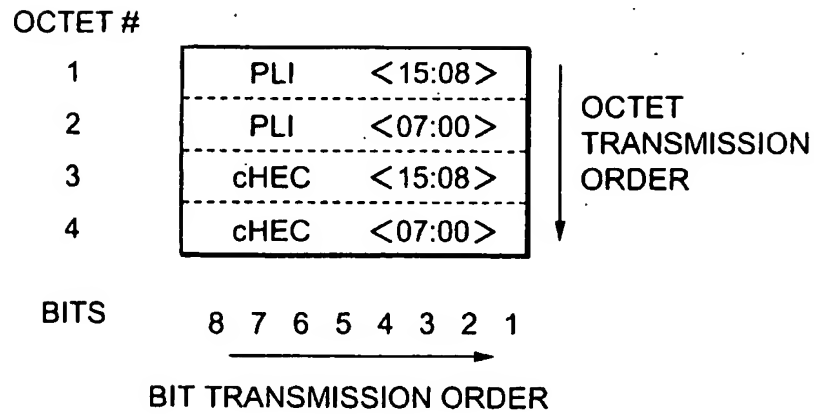 OCTET #
1 PLI <15:08>
2 PLI <07:00>
3 cHEC <15:08>
4 cHEC <07:00>
OCTET
TRANSMISSION
ORDER
BITS 8 7 6 5 4 3 2 1
BIT TRANSMISSION ORDER